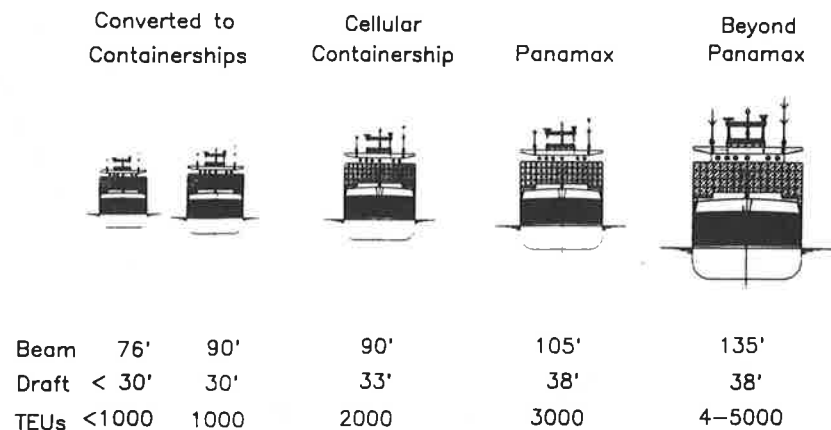 Converted to
Containerships
Cellular
Containership
Panamax
Beyond
Panamax
Beam 76' 90' 90' 105' 135'
Draft < 30' 30' 33' 38' 38'
TEUs <1000 1000 2000 3000 4–5000